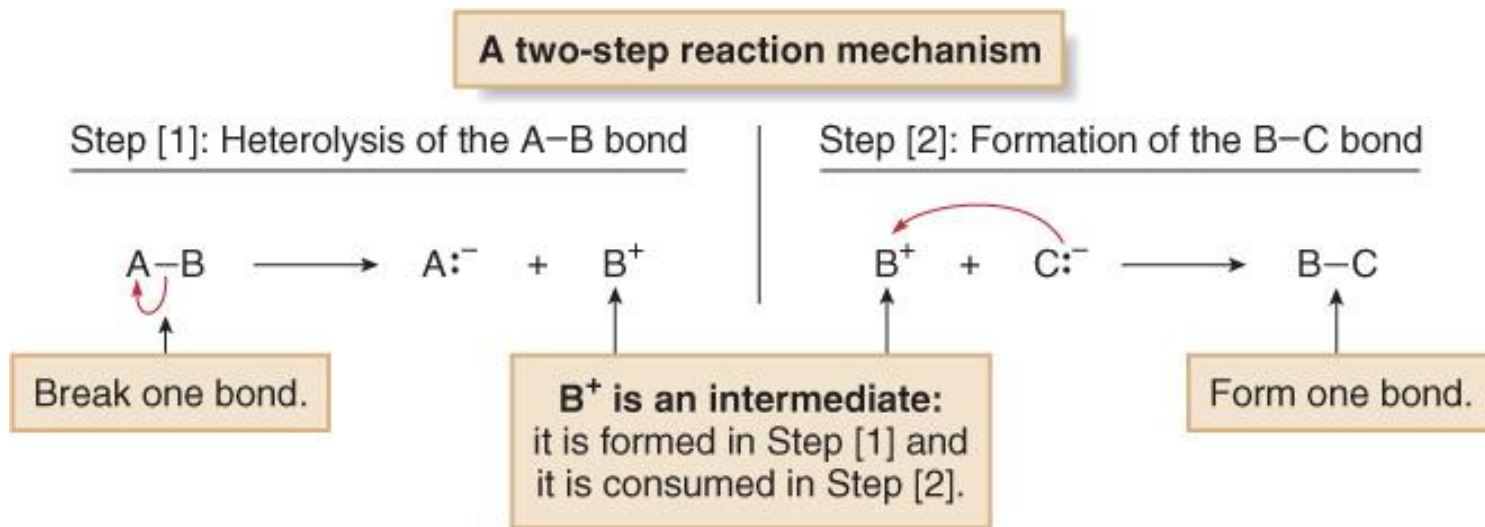 A two-step reaction mechanism
Step [1]: Heterolysis of the A–B bond
A–B ⟶ A:⁻ + B⁺
Break one bond.
Step [2]: Formation of the B–C bond
B⁺ + C:⁻ ⟶ B–C
B⁺ is an intermediate:
it is formed in Step [1] and
it is consumed in Step [2].
Form one bond.